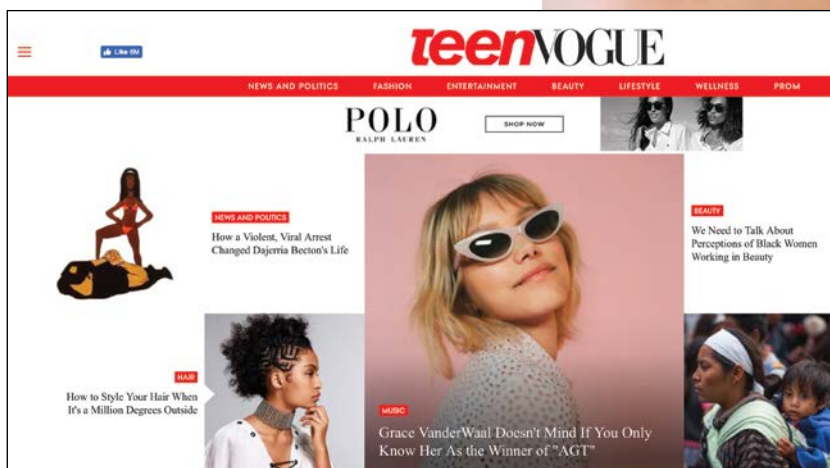 Like 6M
teenVOGUE
NEWS AND POLITICS FASHION ENTERTAINMENT BEAUTY LIFESTYLE WELLNESS PROM
POLO
RALPH LAUREN
SHOP NOW
NEWS AND POLITICS
How a Violent, Viral Arrest
Changed Dajerria Becton's Life
BEAUTY
We Need to Talk About
Perceptions of Black Women
Working in Beauty
HAIR
How to Style Your Hair When
It's a Million Degrees Outside
MUSIC
Grace VanderWaal Doesn't Mind If You Only
Know Her As the Winner of "AGT"